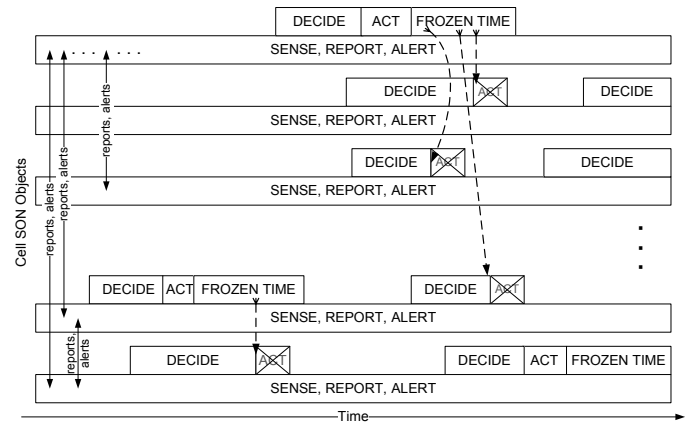 DECIDE ACT FROZEN TIME
SENSE, REPORT, ALERT
DECIDE ACT DECIDE
SENSE, REPORT, ALERT
DECIDE ACT DECIDE
SENSE, REPORT, ALERT
DECIDE ACT FROZEN TIME DECIDE ACT
SENSE, REPORT, ALERT
DECIDE ACT DECIDE ACT FROZEN TIME
SENSE, REPORT, ALERT
Time
Cell SON Objects
reports, alerts
reports, alerts
reports, alerts
reports,
alerts